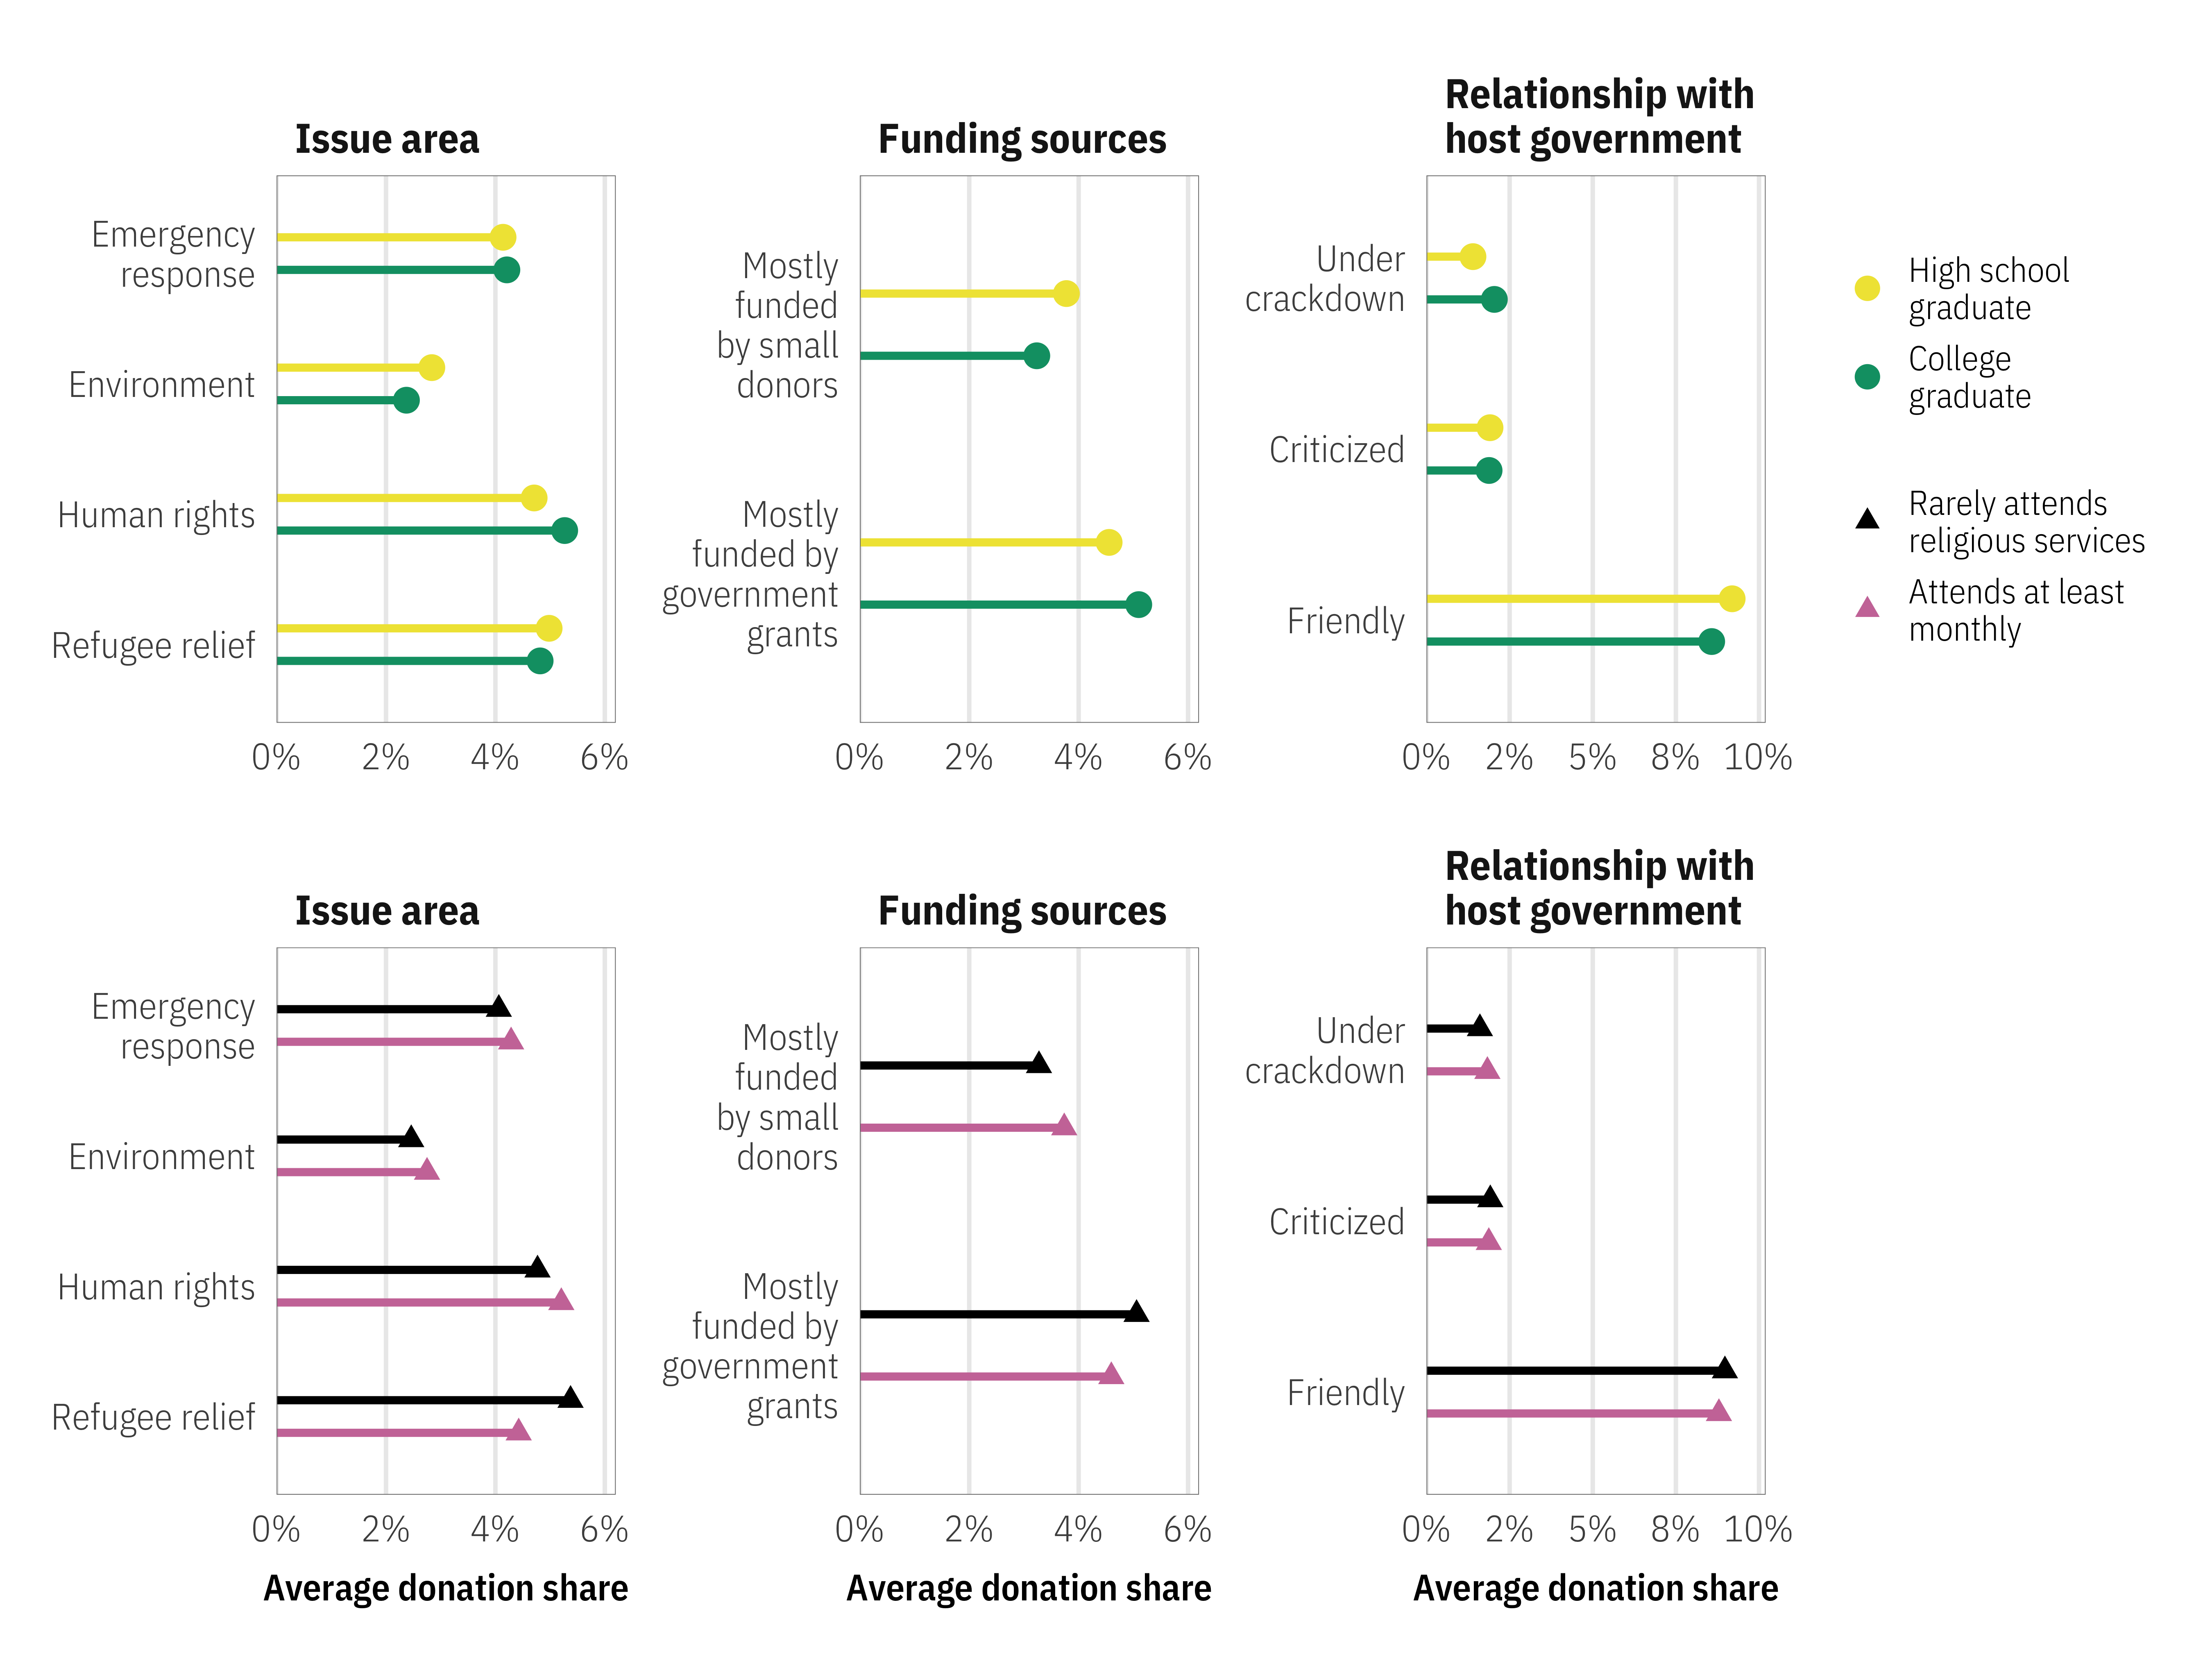 Issue area
Emergency
response
Environment
Human rights
Refugee relief
0% 2% 4% 6%
Funding sources
Mostly
funded
by small
donors
Mostly
funded by
government
grants
0% 2% 4% 6%
Relationship with
host government
Under
crackdown
Criticized
Friendly
0% 2% 5% 8% 10%
High school
graduate
College
graduate
Rarely attends
religious services
Attends at least
monthly
Issue area
Emergency
response
Environment
Human rights
Refugee relief
0% 2% 4% 6%
Average donation share
Funding sources
Mostly
funded
by small
donors
Mostly
funded by
government
grants
0% 2% 4% 6%
Average donation share
Relationship with
host government
Under
crackdown
Criticized
Friendly
0% 2% 5% 8% 10%
Average donation share